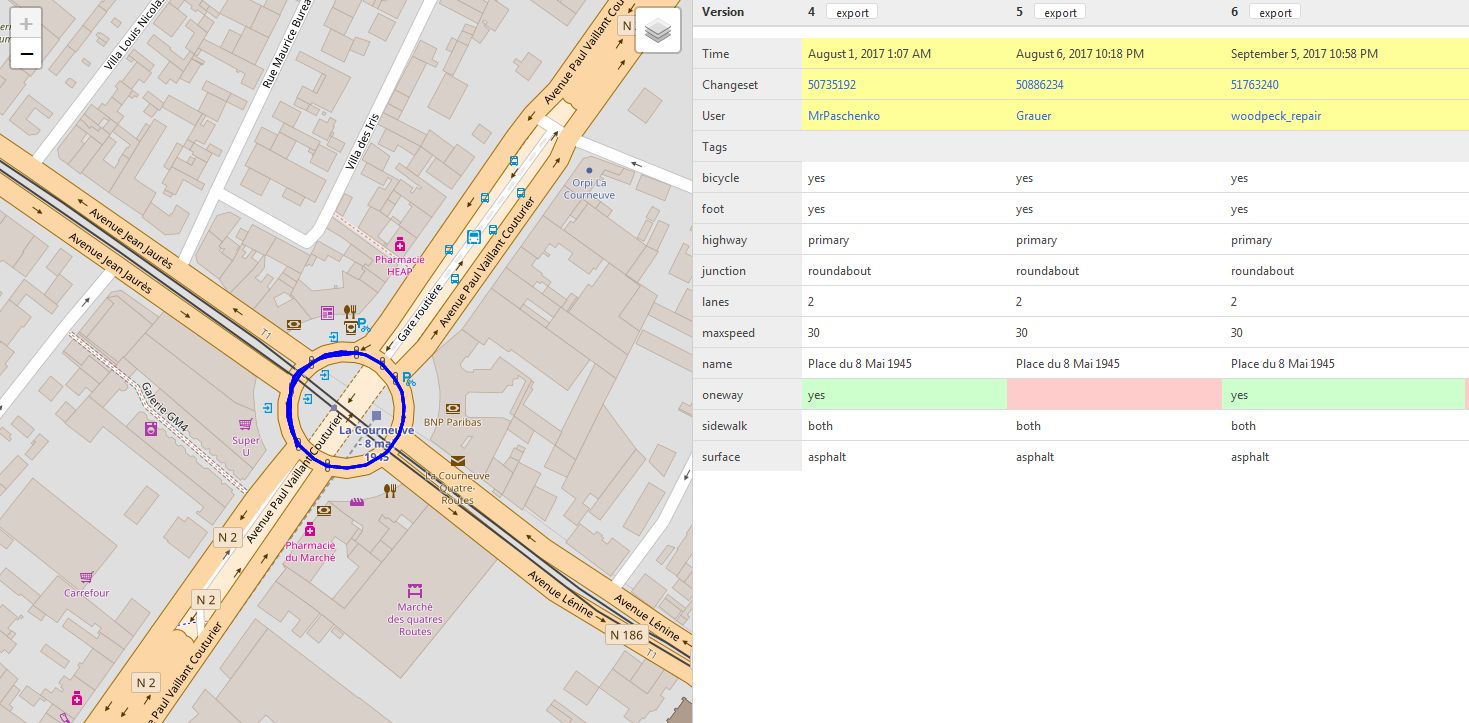 Villa Louis Nicolas
Rue Maurice Bureau
N 2
Avenue Paul Vaillant Couturier
Villa des Iris
Orpi La
Courneuve
Avenue Jean Jaurès
Avenue Jean Jaurès
Pharmacie
HEAP
Avenue Paul Vaillant Couturier
Gare routière
T1
Galerie GM4
Super
U
BNP Paribas
La Courneuve
- 8 mai
1945
Avenue Paul Vaillant Couturier
La Courneuve
Quatre-
Routes
N 2
Pharmacie
du Marché
Carrefour
N 2
Marché
des quatres
Routes
Avenue Lénine
Avenue Lénine
N 186
T1
N 2
Paul Vaillant Couturier
Version 4 export 5 export 6 export
Time August 1, 2017 1:07 AM August 6, 2017 10:18 PM September 5, 2017 10:58 PM
Changeset 50735192 50886234 51763240
User MrPaschenko Grauer woodpeck_repair
Tags
bicycle yes yes yes
foot yes yes yes
highway primary primary primary
junction roundabout roundabout roundabout
lanes 2 2 2
maxspeed 30 30 30
name Place du 8 Mai 1945 Place du 8 Mai 1945 Place du 8 Mai 1945
oneway yes yes
sidewalk both both both
surface asphalt asphalt asphalt